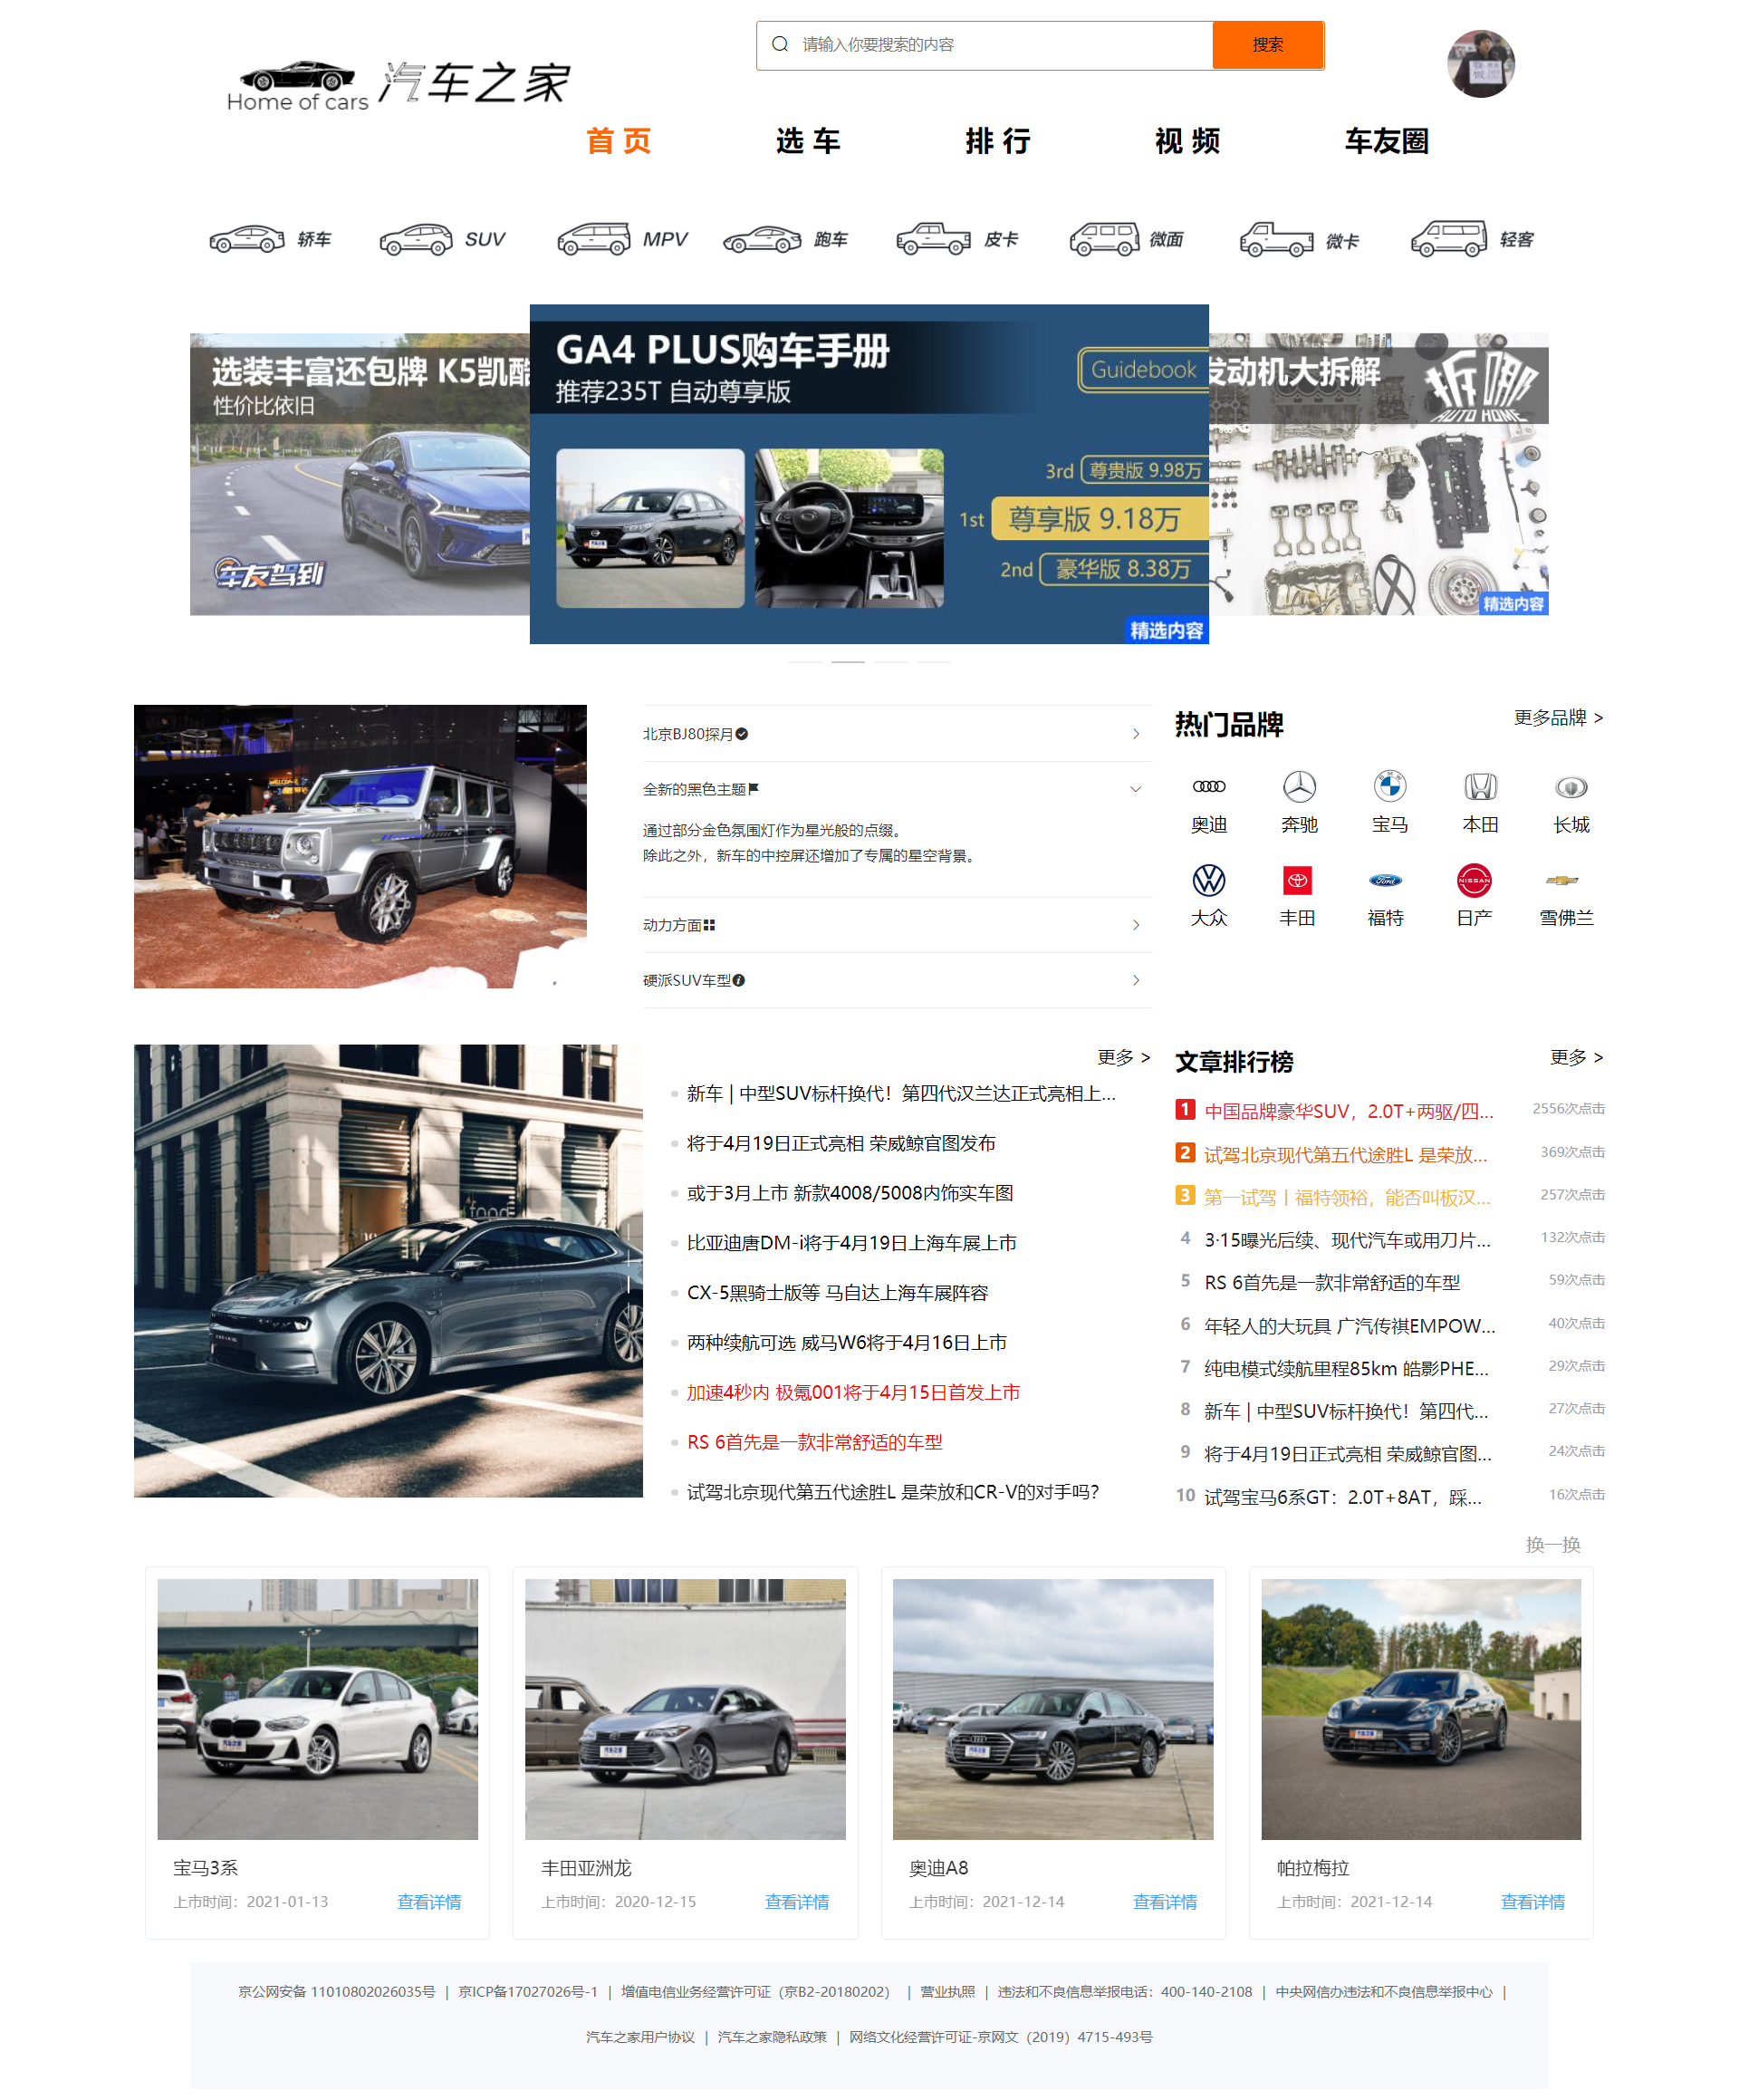 请输入你要搜索的内容
搜索
Home of cars 汽车之家
首 页 选 车 排 行 视 频 车友圈
轿车 SUV MPV 跑车 皮卡 微面 微卡 轻客
选装丰富还包牌 K5凯酷
性价比依旧
车友驾到
GA4 PLUS购车手册
推荐235T 自动尊享版
Guidebook
3rd 尊贵版 9.98万
1st 尊享版 9.18万
2nd 豪华版 8.38万
精选内容
发动机大拆解
拆哪
AUTO HOME
精选内容
北京BJ80探月
全新的黑色主题
通过部分金色氛围灯作为星光般的点缀。
除此之外，新车的中控屏还增加了专属的星空背景。
动力方面
硬派SUV车型
热门品牌 更多品牌 >
奥迪 奔驰 宝马 本田 长城
大众 丰田 福特 日产 雪佛兰
更多 >
新车 | 中型SUV标杆换代！第四代汉兰达正式亮相上...
将于4月19日正式亮相 荣威鲸官图发布
或于3月上市 新款4008/5008内饰实车图
比亚迪唐DM-i将于4月19日上海车展上市
CX-5黑骑士版等 马自达上海车展阵容
两种续航可选 威马W6将于4月16日上市
加速4秒内 极氪001将于4月15日首发上市
RS 6首先是一款非常舒适的车型
试驾北京现代第五代途胜L 是荣放和CR-V的对手吗？
文章排行榜 更多 >
1 中国品牌豪华SUV，2.0T+两驱/四... 2556次点击
2 试驾北京现代第五代途胜L 是荣放... 369次点击
3 第一试驾丨福特领裕，能否叫板汉... 257次点击
4 3·15曝光后续、现代汽车或用刀片... 132次点击
5 RS 6首先是一款非常舒适的车型 59次点击
6 年轻人的大玩具 广汽传祺EMPOW... 40次点击
7 纯电模式续航里程85km 皓影PHE... 29次点击
8 新车 | 中型SUV标杆换代！第四代... 27次点击
9 将于4月19日正式亮相 荣威鲸官图... 24次点击
10 试驾宝马6系GT：2.0T+8AT，踩... 16次点击
换一换
宝马3系
上市时间：2021-01-13 查看详情
丰田亚洲龙
上市时间：2020-12-15 查看详情
奥迪A8
上市时间：2021-12-14 查看详情
帕拉梅拉
上市时间：2021-12-14 查看详情
京公网安备 11010802026035号 | 京ICP备17027026号-1 | 增值电信业务经营许可证（京B2-20180202） | 营业执照 | 违法和不良信息举报电话：400-140-2108 | 中央网信办违法和不良信息举报中心 |
汽车之家用户协议 | 汽车之家隐私政策 | 网络文化经营许可证-京网文（2019）4715-493号